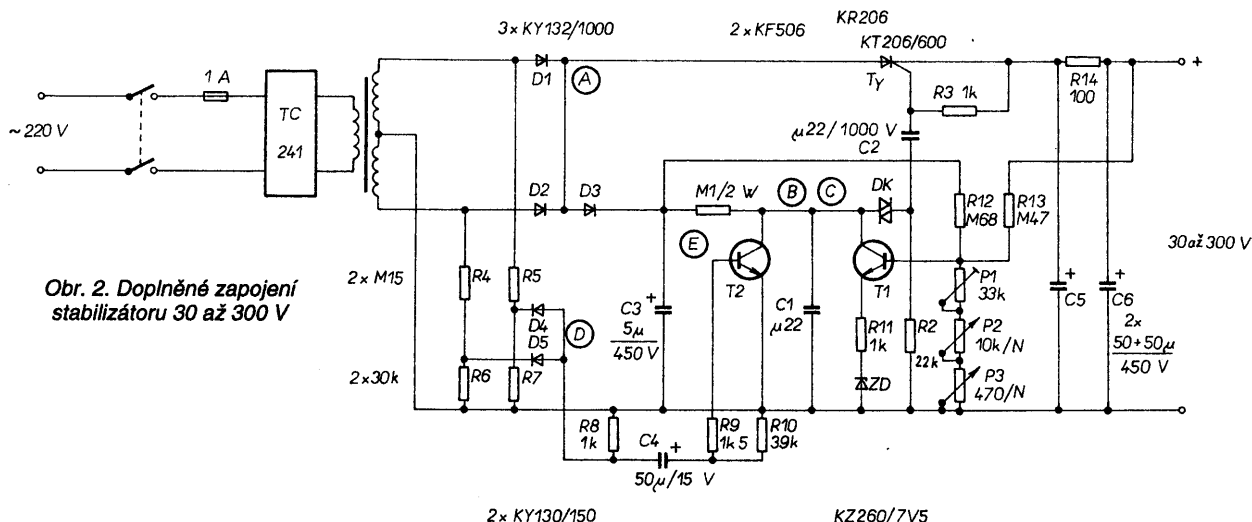 3 x KY132/1000
2 x KF506
KR206
KT206/600
1 A
D1
A
Ty
+
R14
100
R3 1k
~ 220 V
TC
241
μ22/1000 V
C2
D2
D3
M1/2 W
B
C
DK
R12
M68
R13
M47
E
30 až 300 V
2 x M15
R4
R5
T2
T1
P1
33k
Obr. 2. Doplněné zapojení
stabilizátoru 30 až 300 V
D4
D5
D
C3
+
5μ
450 V
C1
μ22
R11
1k
R2
22k
P2
10k/N
C5
+
C6
+
2x
50+50μ
450 V
2x30k
R6
R7
ZD
P3
470/N
R8
1k
C4
+
50μ/15 V
R9
1k5
R10
39k
2 x KY130/150
KZ260/7V5